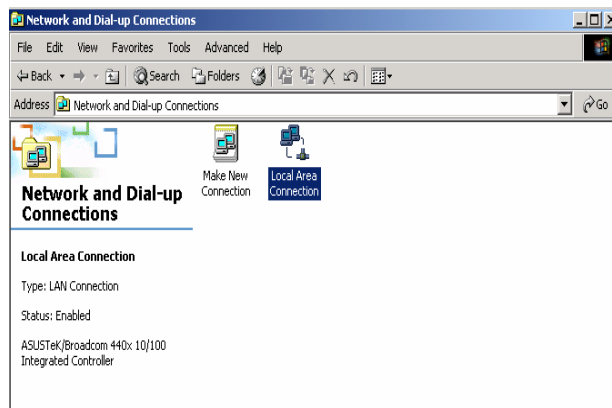 Network and Dial-up Connections
File Edit View Favorites Tools Advanced Help
Back Search Folders
Address Network and Dial-up Connections Go
Make New
Connection
Local Area
Connection
Network and Dial-up
Connections
Local Area Connection
Type: LAN Connection
Status: Enabled
ASUSTeK/Broadcom 440x 10/100
Integrated Controller